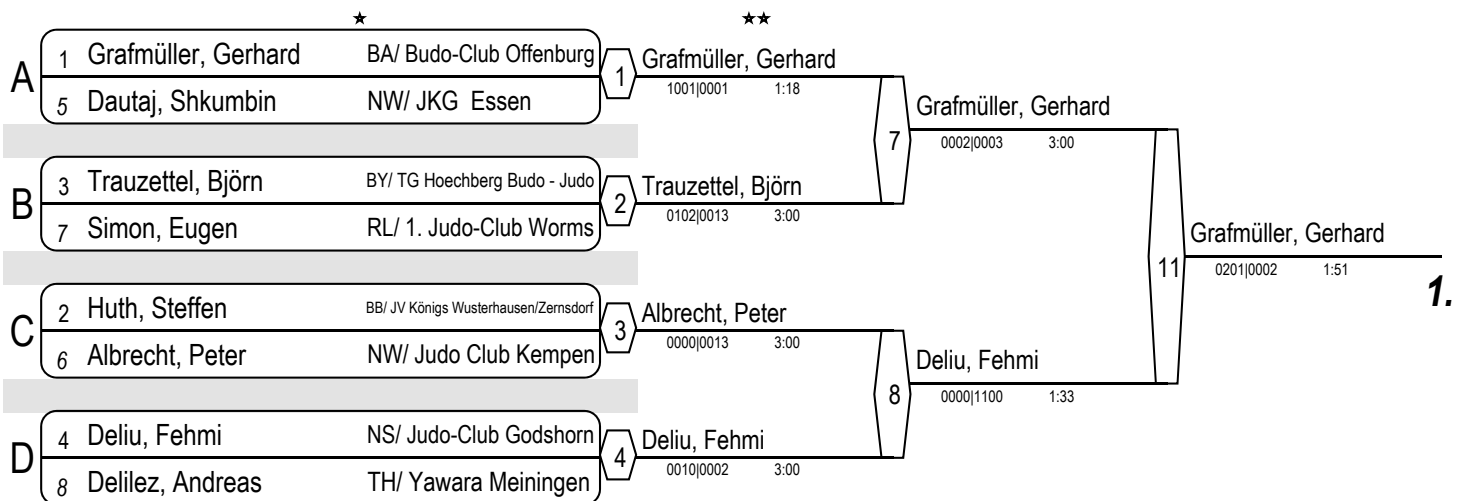 A
1 Grafmüller, Gerhard BA/ Budo-Club Offenburg
5 Dautaj, Shkumbin NW/ JKG Essen
1
Grafmüller, Gerhard
1001|0001 1:18
B
3 Trauzettel, Björn BY/ TG Hoechberg Budo - Judo
7 Simon, Eugen RL/ 1. Judo-Club Worms
2
Trauzettel, Björn
0102|0013 3:00
7
Grafmüller, Gerhard
0002|0003 3:00
C
2 Huth, Steffen BB/ JV Königs Wusterhausen/Zernsdorf
6 Albrecht, Peter NW/ Judo Club Kempen
3
Albrecht, Peter
0000|0013 3:00
D
4 Deliu, Fehmi NS/ Judo-Club Godshorn
8 Delilez, Andreas TH/ Yawara Meiningen
4
Deliu, Fehmi
0010|0002 3:00
8
Deliu, Fehmi
0000|1100 1:33
11
Grafmüller, Gerhard
0201|0002 1:51
1.